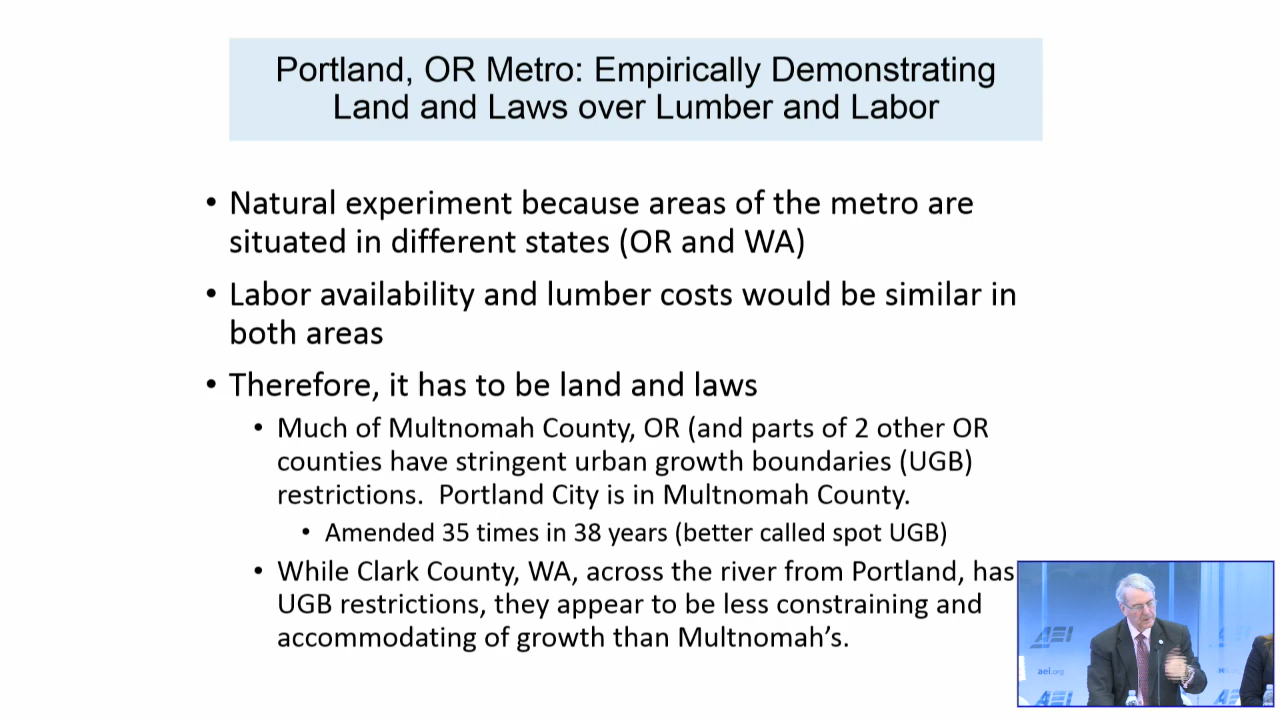 Portland, OR Metro: Empirically Demonstrating
Land and Laws over Lumber and Labor
• Natural experiment because areas of the metro are
situated in different states (OR and WA)
• Labor availability and lumber costs would be similar in
both areas
• Therefore, it has to be land and laws
• Much of Multnomah County, OR (and parts of 2 other OR
counties have stringent urban growth boundaries (UGB)
restrictions. Portland City is in Multnomah County.
• Amended 35 times in 38 years (better called spot UGB)
• While Clark County, WA, across the river from Portland, has
UGB restrictions, they appear to be less constraining and
accommodating of growth than Multnomah's.
AEI
AEI
aei.org
AEI
AEI